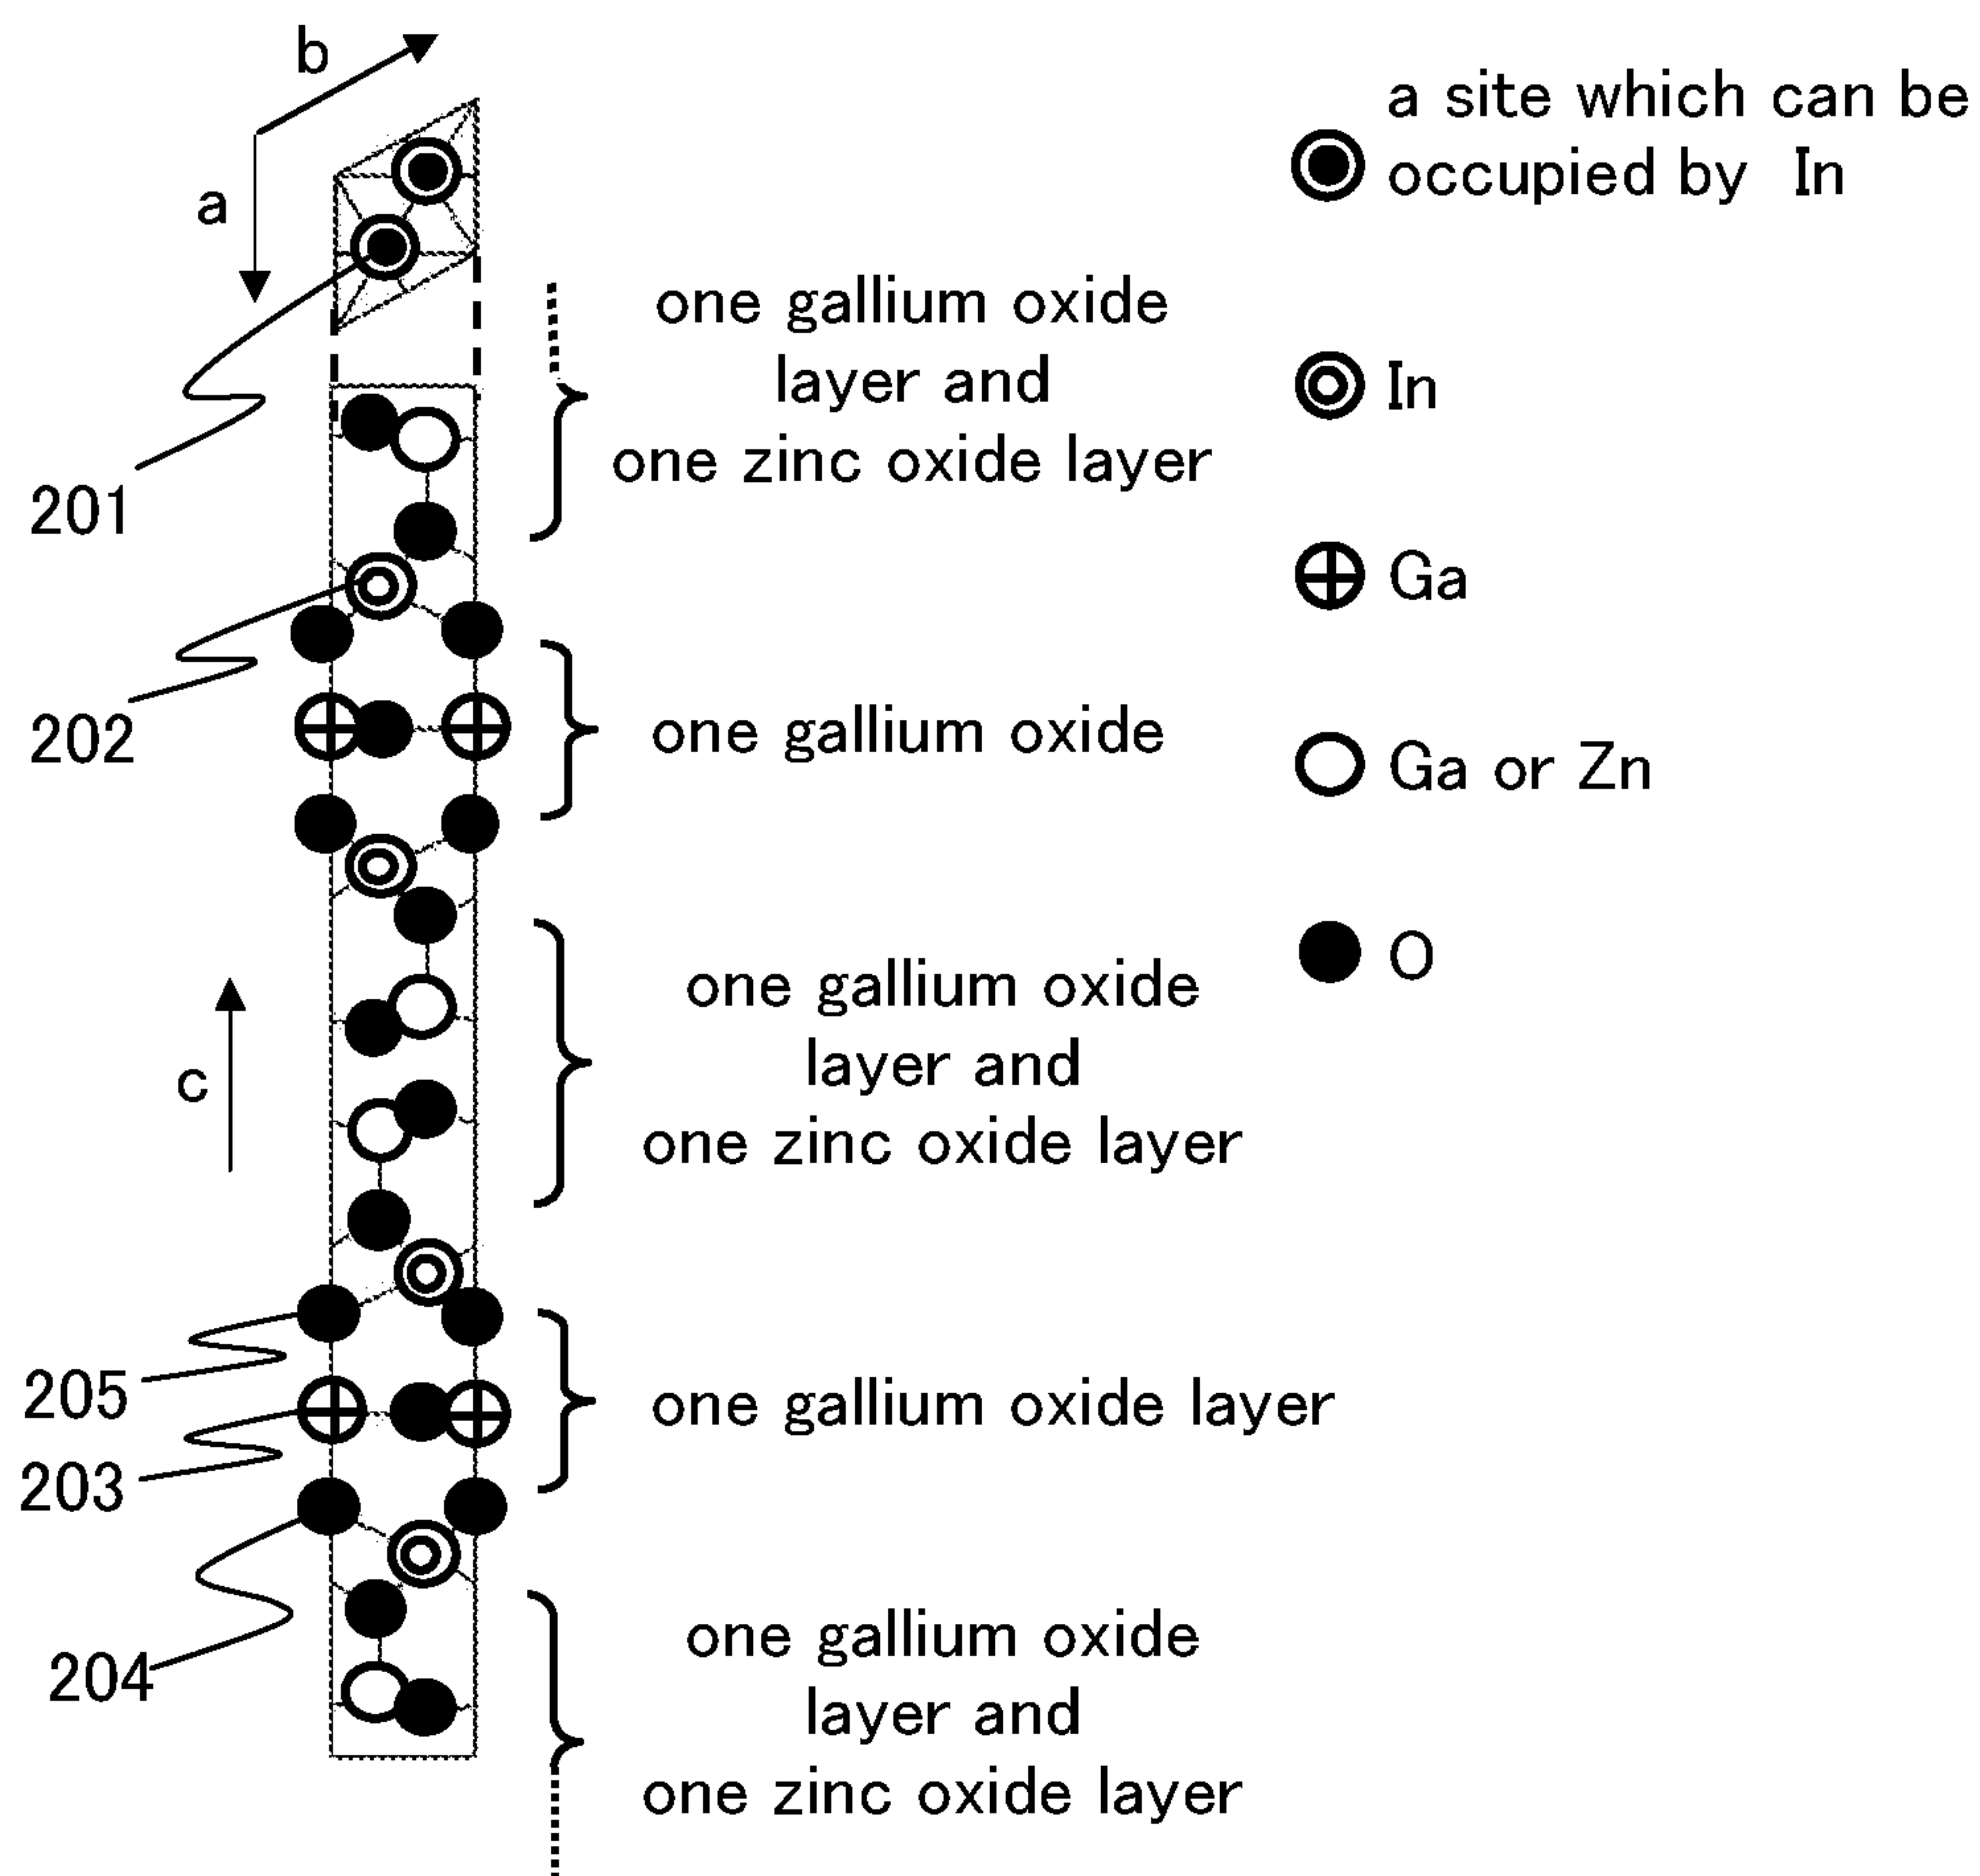 b
a
a site which can be
occupied by In
one gallium oxide
layer and
one zinc oxide layer
In
201
Ga
202
one gallium oxide
Ga or Zn
O
one gallium oxide
layer and
one zinc oxide layer
c
205
one gallium oxide layer
203
204
one gallium oxide
layer and
one zinc oxide layer